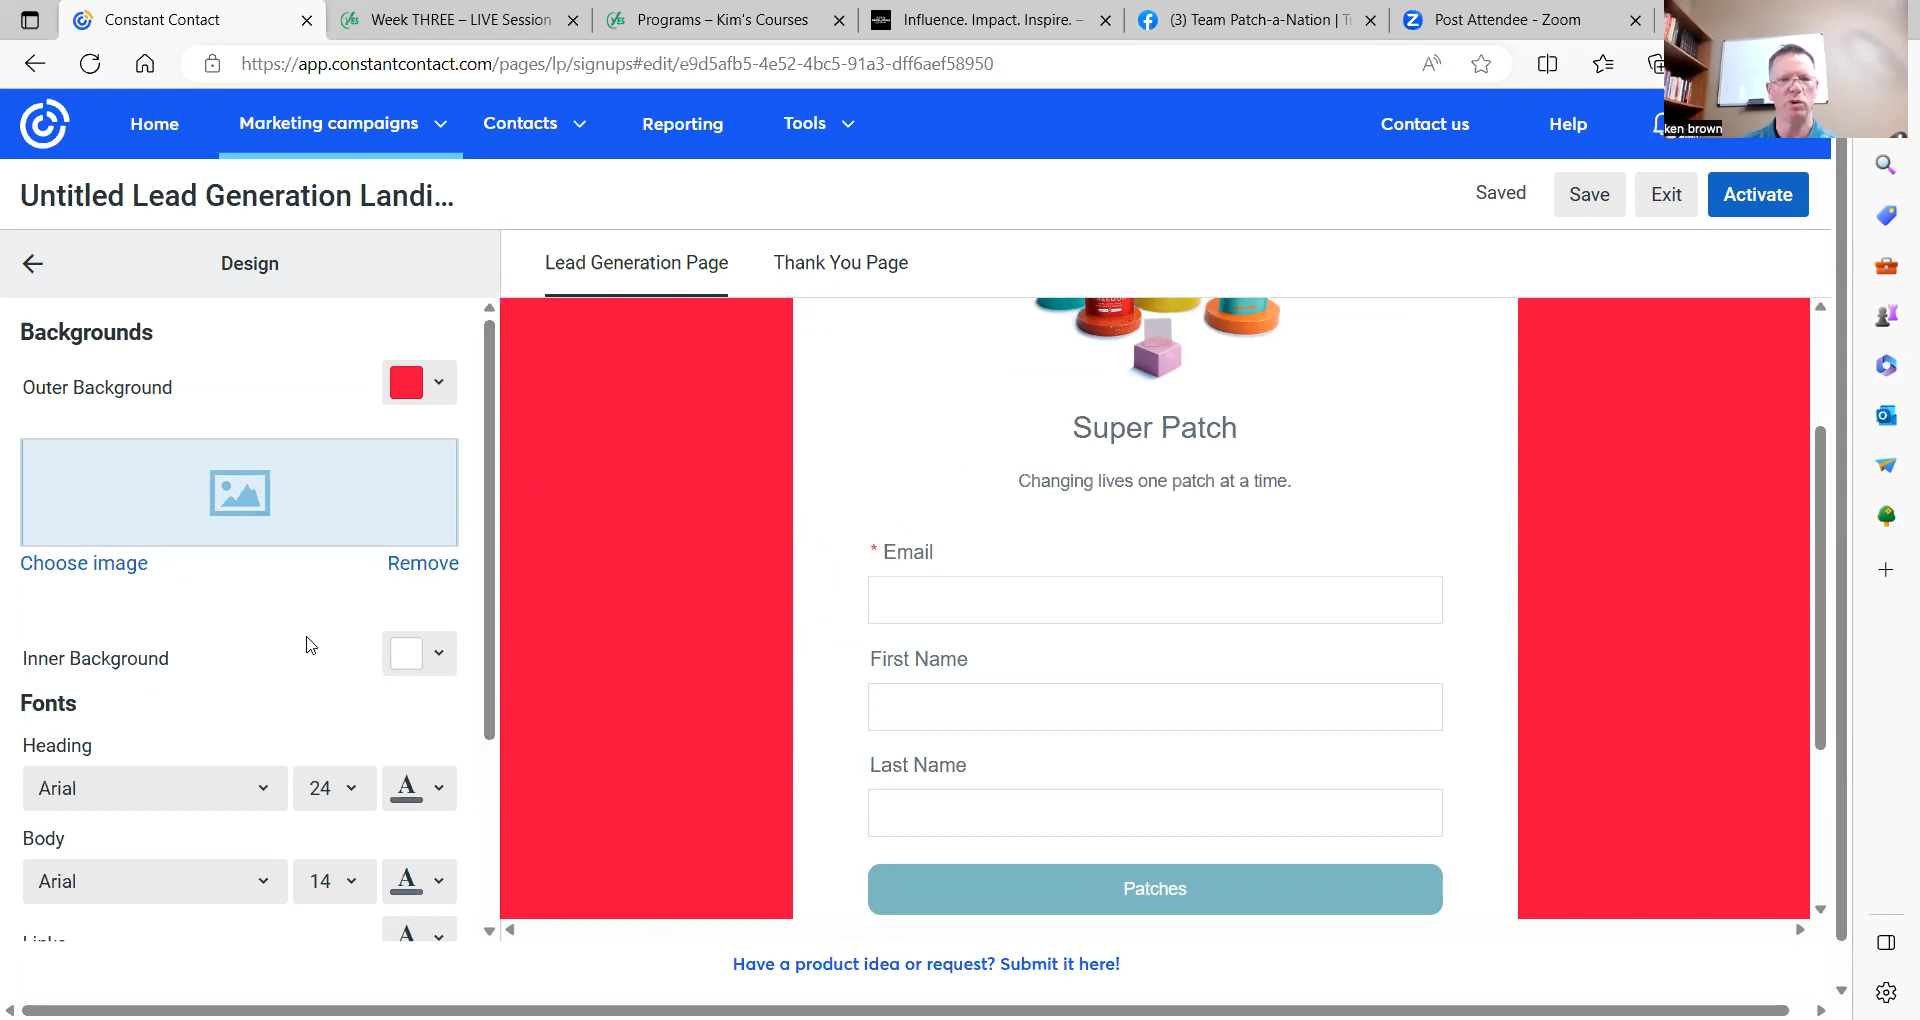 Constant Contact
Week THREE – LIVE Session
Programs – Kim's Courses
Influence. Impact. Inspire. –
(3) Team Patch-a-Nation |
Post Attendee - Zoom
https://app.constantcontact.com/pages/lp/signups#edit/e9d5afb5-4e52-4bc5-91a3-dff6aef58950
ken brown
Home
Marketing campaigns
Contacts
Reporting
Tools
Contact us
Help
Untitled Lead Generation Landi...
Saved
Save
Exit
Activate
Design
Lead Generation Page
Thank You Page
Backgrounds
Outer Background
Choose image
Remove
Inner Background
Fonts
Heading
Arial
24
A
Body
Arial
14
A
A
Super Patch
Changing lives one patch at a time.
* Email
First Name
Last Name
Patches
Have a product idea or request? Submit it here!